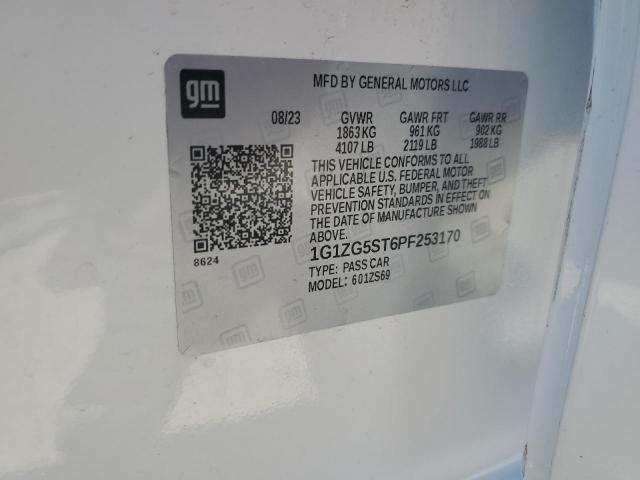 gm
MFD BY GENERAL MOTORS LLC
08/23 GVWR GAWR FRT GAWR RR
1863 KG 961 KG 902 KG
4107 LB 2119 LB 1988 LB
THIS VEHICLE CONFORMS TO ALL
APPLICABLE U.S. FEDERAL MOTOR
VEHICLE SAFETY, BUMPER, AND THEFT
PREVENTION STANDARDS IN EFFECT ON
THE DATE OF MANUFACTURE SHOWN
ABOVE.
8624
1G1ZG5ST6PF253170
TYPE: PASS CAR
MODEL: 601ZS69